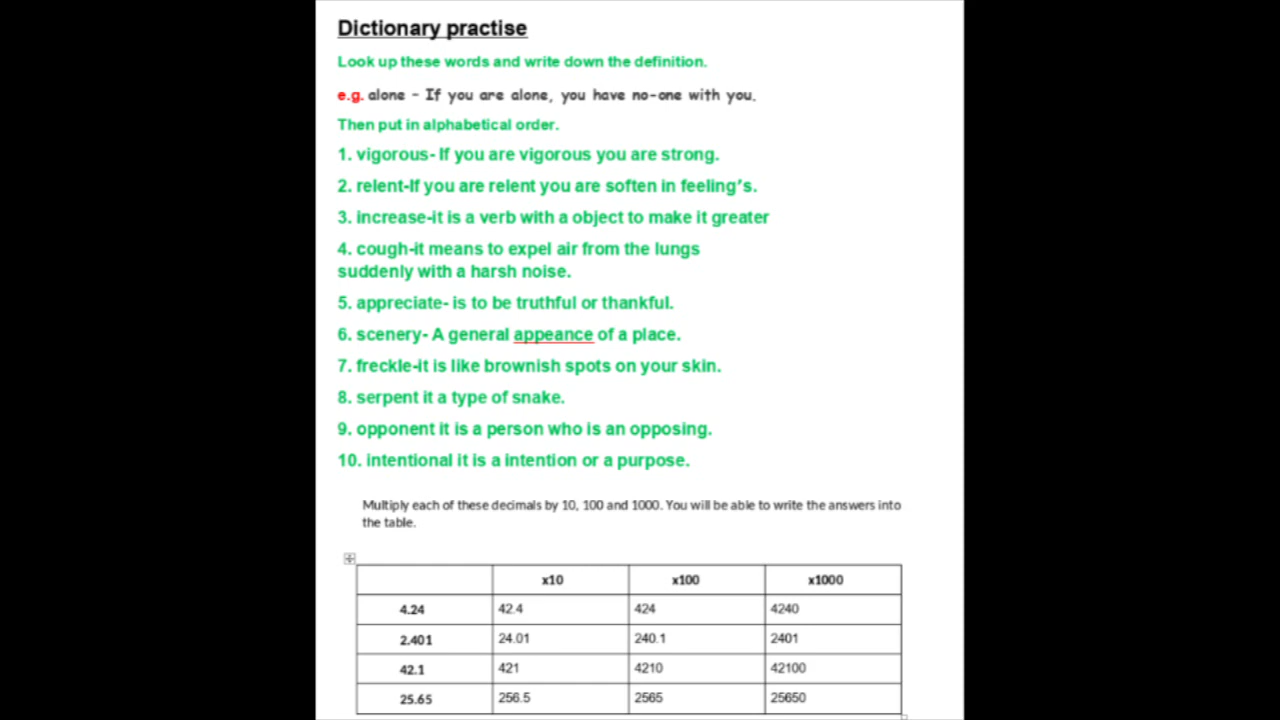 Dictionary practise
Look up these words and write down the definition.
e.g. alone - If you are alone, you have no-one with you.
Then put in alphabetical order.
1. vigorous- If you are vigorous you are strong.
2. relent-If you are relent you are soften in feeling's.
3. increase-it is a verb with a object to make it greater
4. cough-it means to expel air from the lungs
suddenly with a harsh noise.
5. appreciate- is to be truthful or thankful.
6. scenery- A general appeance of a place.
7. freckle-it is like brownish spots on your skin.
8. serpent it a type of snake.
9. opponent it is a person who is an opposing.
10. intentional it is a intention or a purpose.
Multiply each of these decimals by 10, 100 and 1000. You will be able to write the answers into
the table.
x10 x100 x1000
4.24 42.4 424 4240
2.401 24.01 240.1 2401
42.1 421 4210 42100
25.65 256.5 2565 25650